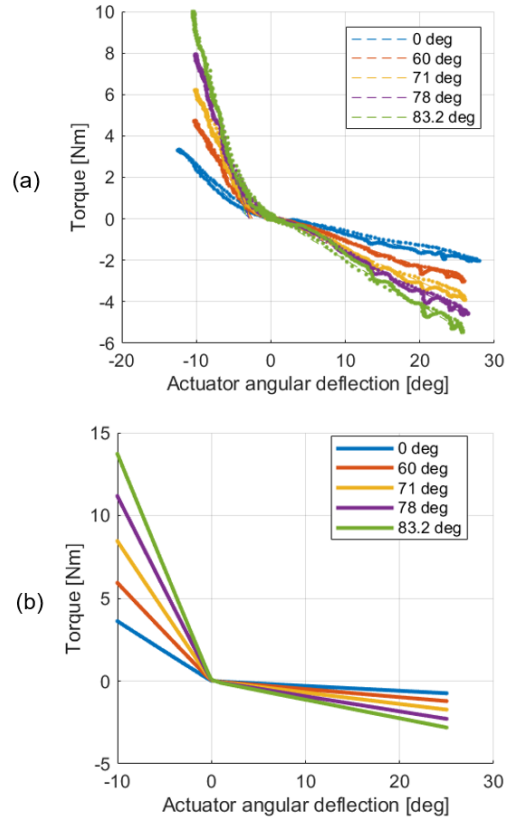 (a)
Torque [Nm]
10
8
6
4
2
0
-2
-4
-6
-20
-10
0
10
20
30
Actuator angular deflection [deg]
0 deg
60 deg
71 deg
78 deg
83.2 deg
(b)
Torque [Nm]
15
10
5
0
-5
-10
0
10
20
30
Actuator angular deflection [deg]
0 deg
60 deg
71 deg
78 deg
83.2 deg